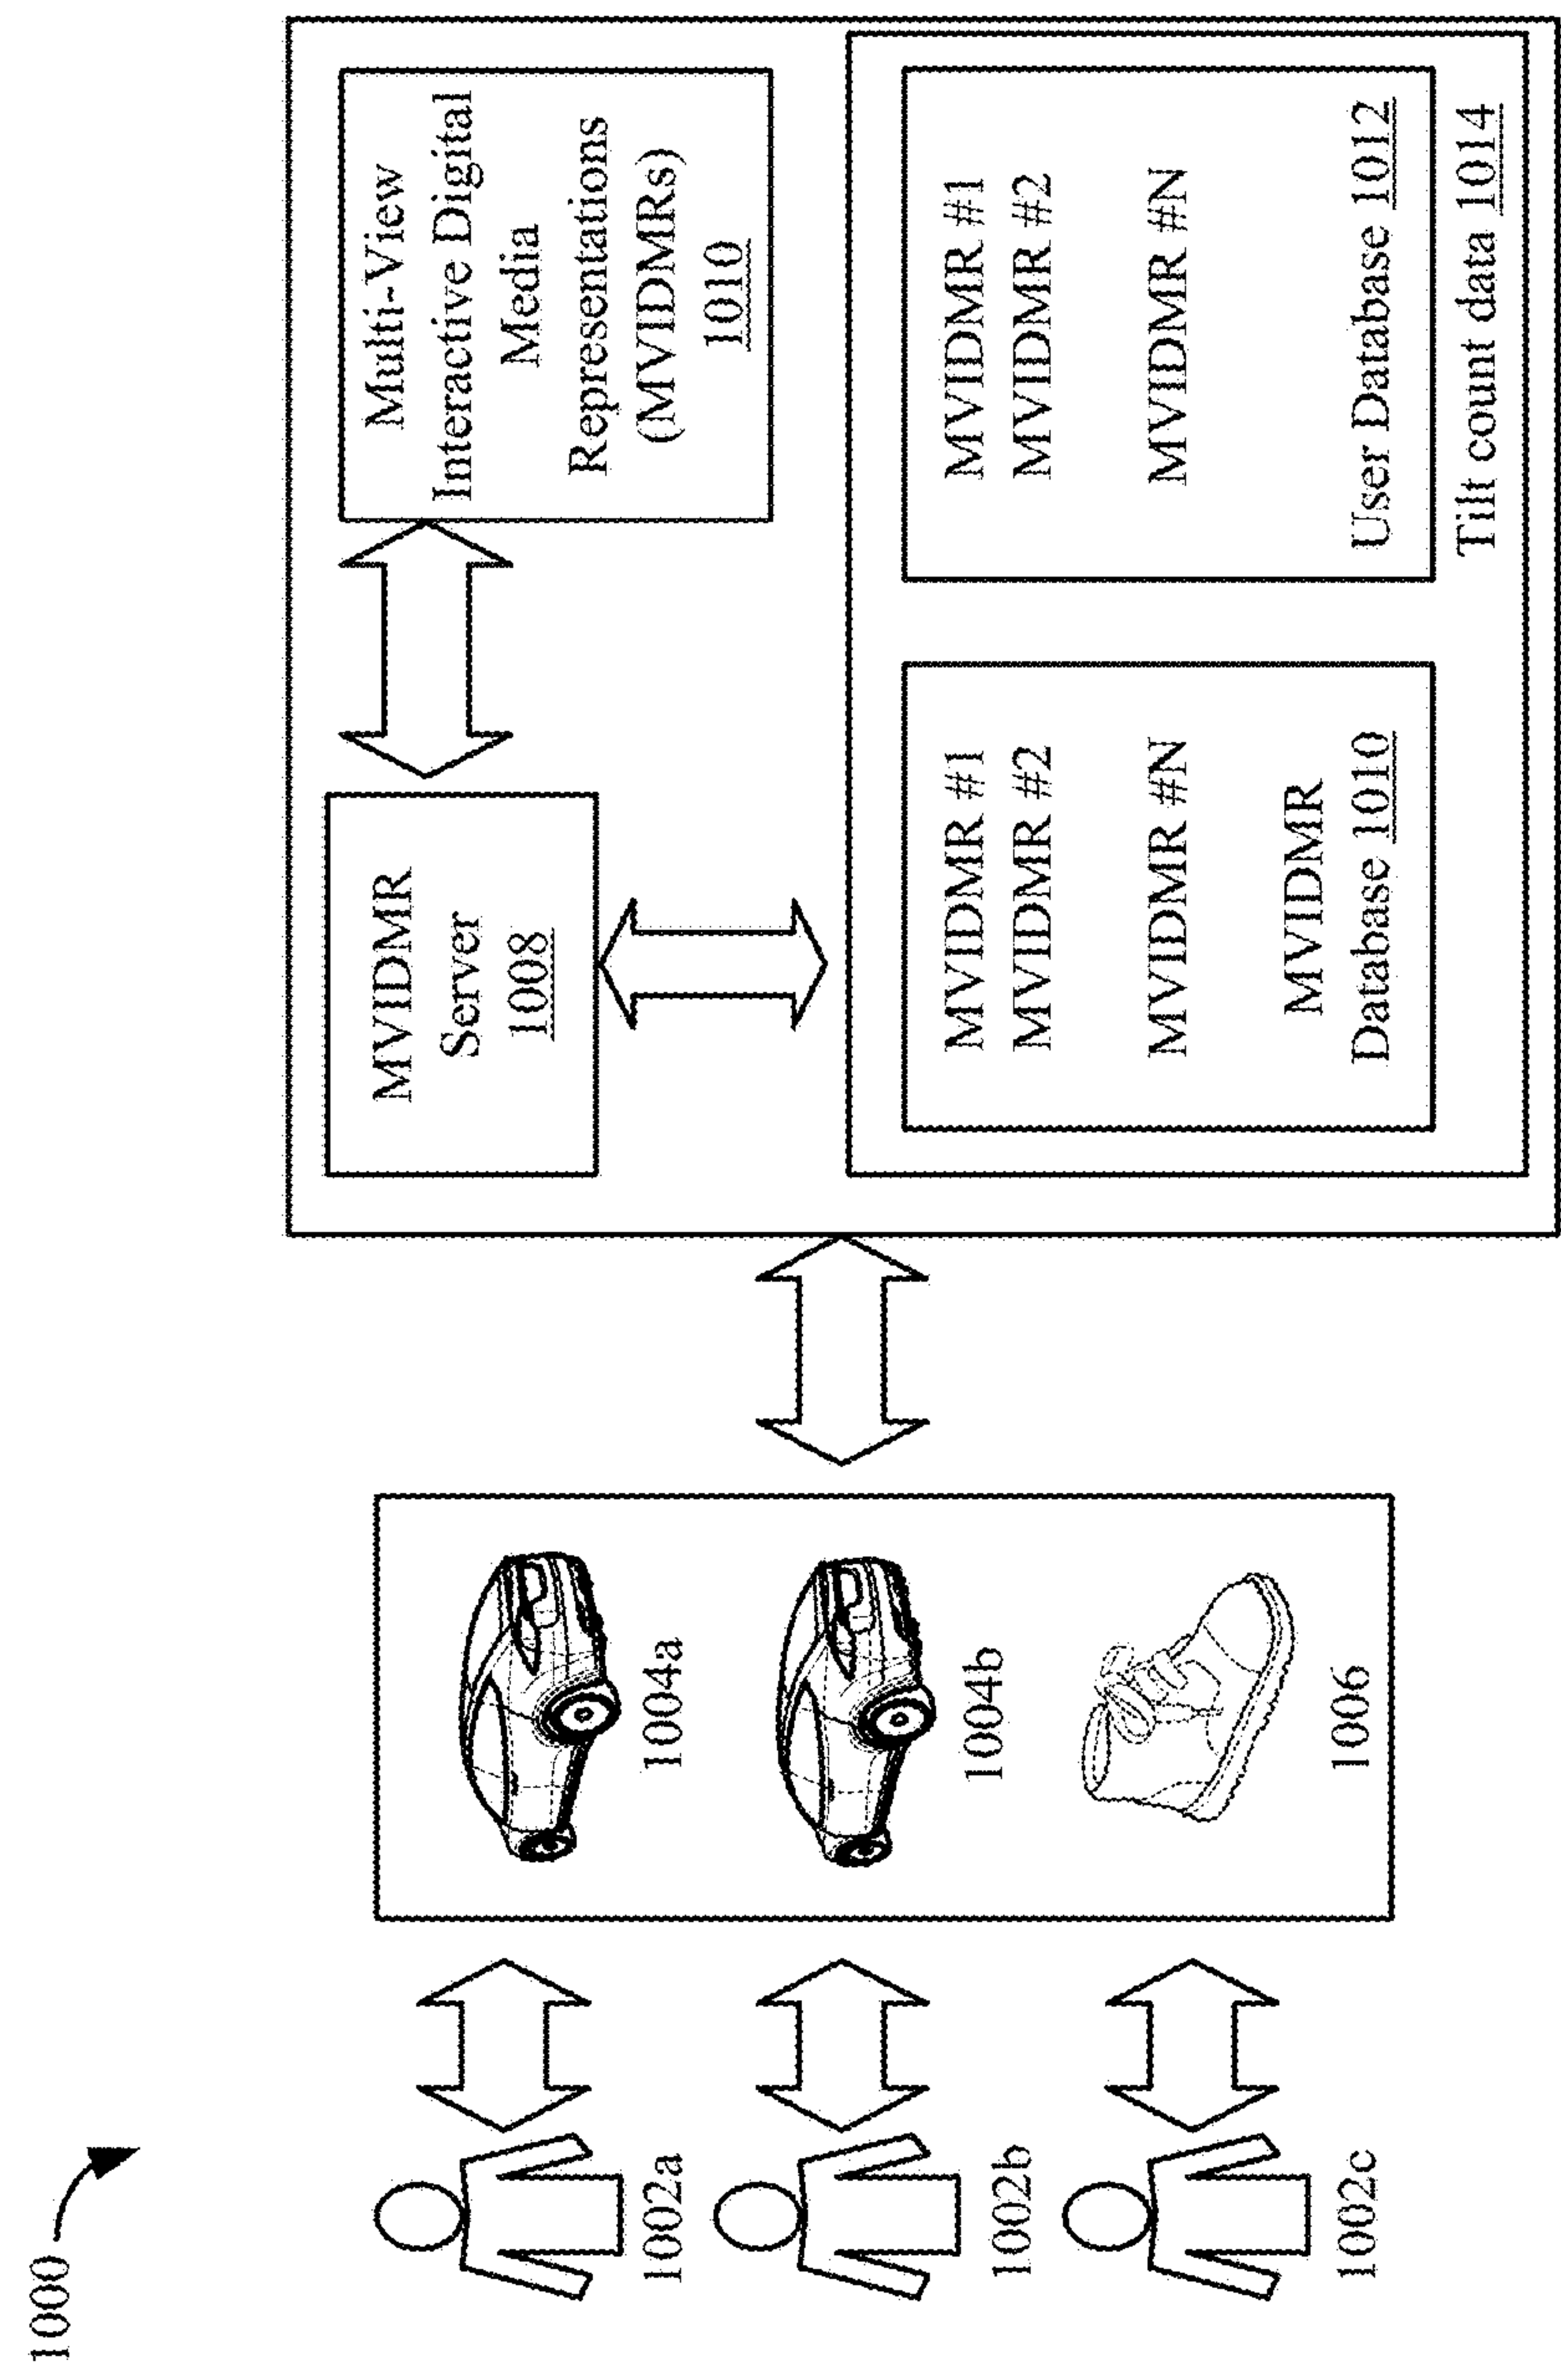 1000
1002a
1002b
1002c
1004a
1004b
1006
MVIDMR
Server
1008
Multi-View
Interactive Digital
Media
Representations
(MVIDMRs)
1010
MVIDMR #1
MVIDMR #2
MVIDMR #N
MVIDMR
Database 1010
MVIDMR #1
MVIDMR #2
MVIDMR #N
User Database 1012
Tilt count data 1014